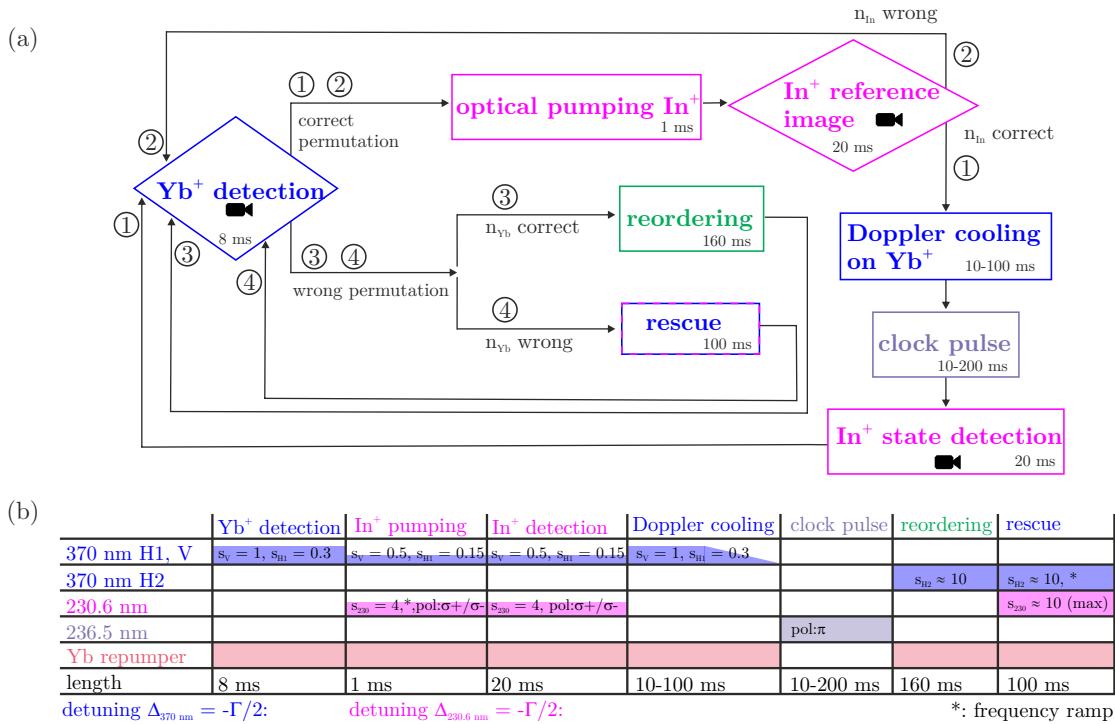 (a)
n_In wrong
① ②
②
optical pumping In⁺
1 ms
In⁺ reference
image
20 ms
correct
permutation
②
n_In correct
①
Yb⁺ detection
8 ms
①
③
④
③
n_Yb correct
reordering
160 ms
Doppler cooling
on Yb⁺
10-100 ms
③ ④
wrong permutation
④
n_Yb wrong
rescue
100 ms
clock pulse
10-200 ms
In⁺ state detection
20 ms
(b)
Yb⁺ detection In⁺ pumping In⁺ detection Doppler cooling clock pulse reordering rescue
370 nm H1, V s_V = 1, s_H1 = 0.3 s_V = 0.5, s_H1 = 0.15 s_V = 0.5, s_H1 = 0.15 s_V = 1, s_H1 = 0.3
370 nm H2 s_H2 ≈ 10 s_H2 ≈ 10, *
230.6 nm s_230 = 4,*,pol:σ+/σ- s_230 = 4, pol:σ+/σ- s_230 ≈ 10 (max)
236.5 nm pol:π
Yb repumper
length 8 ms 1 ms 20 ms 10-100 ms 10-200 ms 160 ms 100 ms
detuning Δ_370 nm = -Γ/2: detuning Δ_230.6 nm = -Γ/2: *: frequency ramp